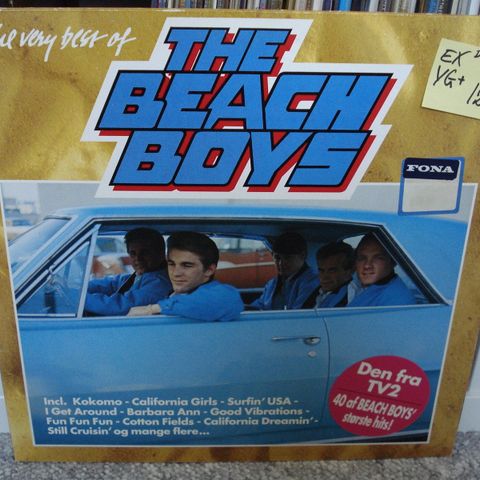 The very best of
THE
BEACH
BOYS
EX
VG+
FONA
Den fra
TV2
40 af BEACH BOYS'
største hits!
Incl. Kokomo - California Girls - Surfin' USA -
I Get Around - Barbara Ann - Good Vibrations -
Fun Fun Fun - Cotton Fields - California Dreamin' -
Still Cruisin' og mange flere...